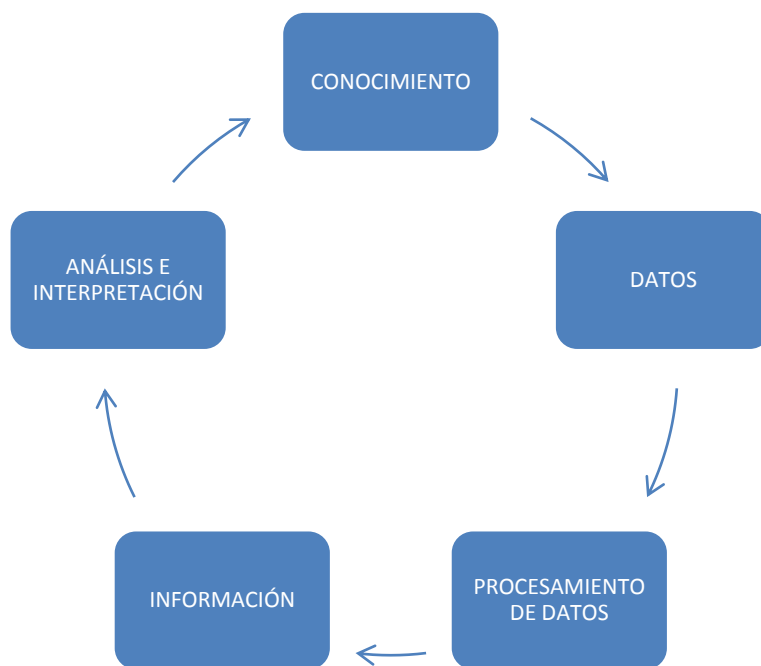 CONOCIMIENTO
DATOS
PROCESAMIENTO
DE DATOS
INFORMACIÓN
ANÁLISIS E
INTERPRETACIÓN